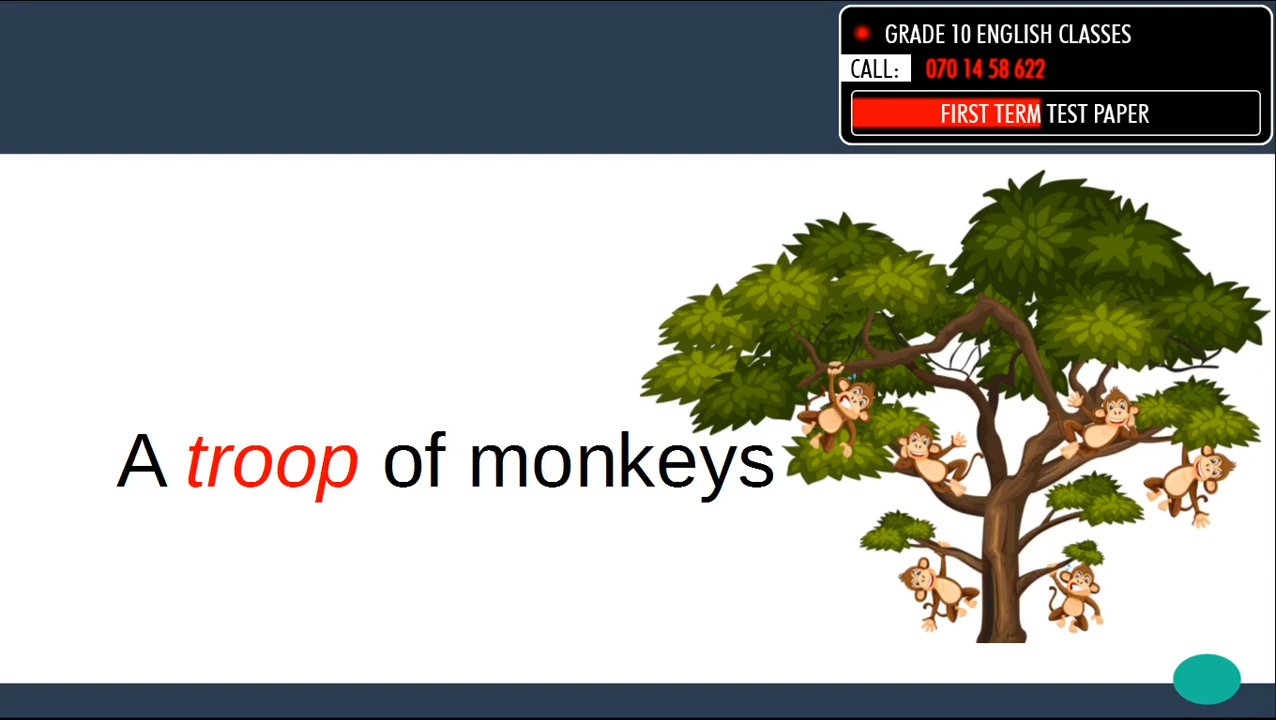 GRADE 10 ENGLISH CLASSES
CALL: 070 14 58 622
FIRST TERM TEST PAPER
A troop of monkeys